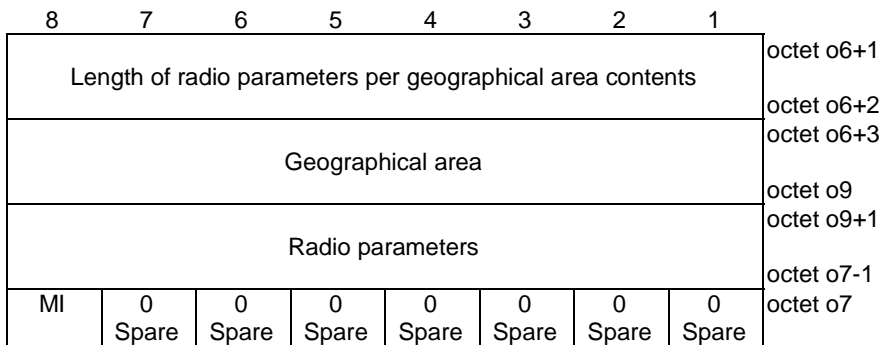 8 7 6 5 4 3 2 1
octet o6+1
Length of radio parameters per geographical area contents
octet o6+2
octet o6+3
Geographical area
octet o9
octet o9+1
Radio parameters
octet o7-1
MI 0 0 0 0 0 0 0 octet o7
Spare Spare Spare Spare Spare Spare Spare